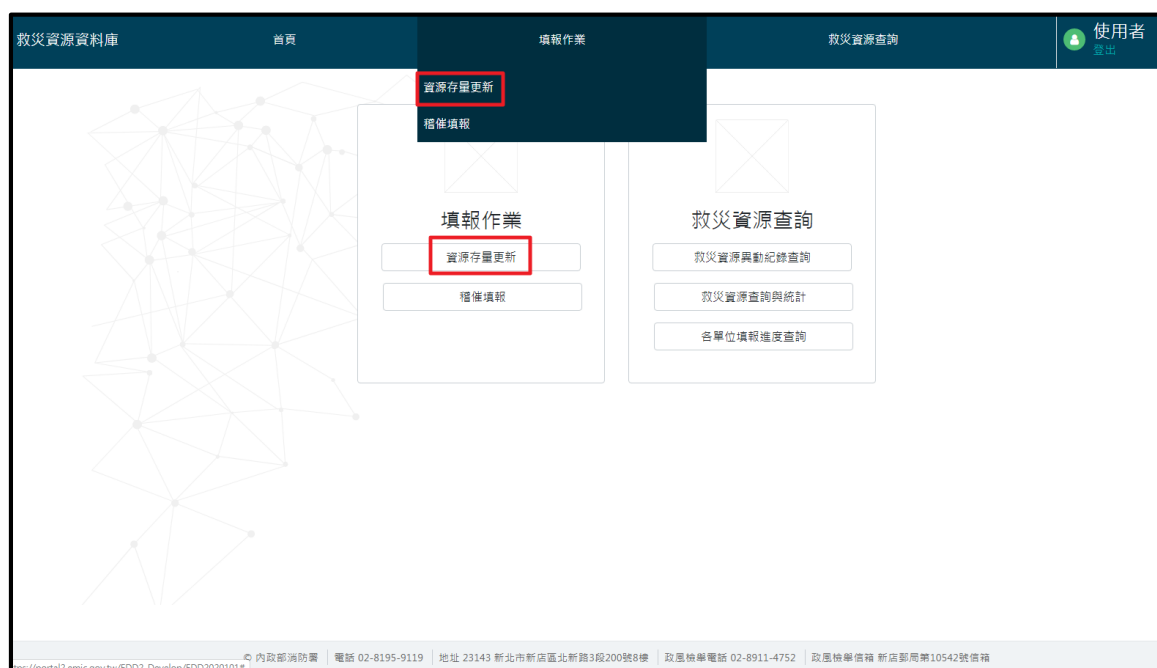 救災資源資料庫 首頁 填報作業 救災資源查詢 使用者
登出
資源存量更新
稽催填報
填報作業
資源存量更新
稽催填報
救災資源查詢
救災資源異動紀錄查詢
救災資源查詢與統計
各單位填報進度查詢
© 內政部消防署 電話 02-8195-9119 地址 23143 新北市新店區北新路3段200號8樓 政風檢舉電話 02-8911-4752 政風檢舉信箱 新店郵局第10542號信箱